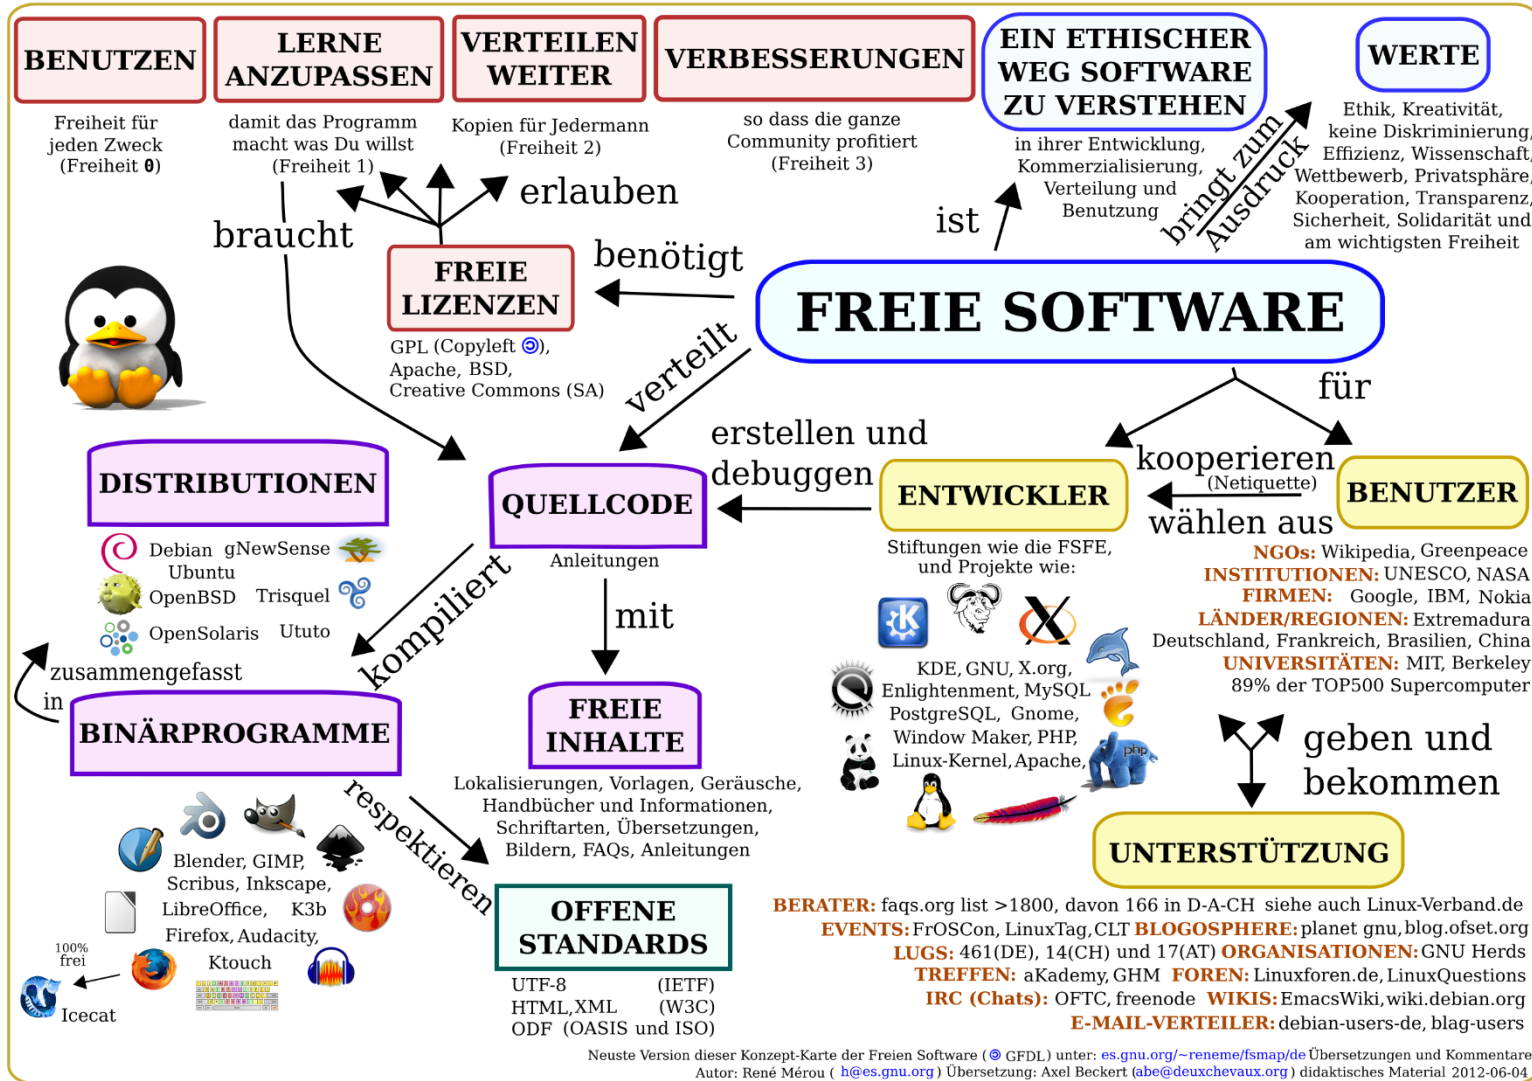 BENUTZEN
Freiheit für
jeden Zweck
(Freiheit 0)
LERNE
ANZUPASSEN
damit das Programm
macht was Du willst
(Freiheit 1)
VERTEILEN
WEITER
Kopien für Jedermann
(Freiheit 2)
VERBESSERUNGEN
so dass die ganze
Community profitiert
(Freiheit 3)
EIN ETHISCHER
WEG SOFTWARE
ZU VERSTEHEN
in ihrer Entwicklung,
Kommerzialisierung,
Verteilung und
Benutzung
WERTE
Ethik, Kreativität,
keine Diskriminierung,
Effizienz, Wissenschaft,
Wettbewerb, Privatsphäre,
Kooperation, Transparenz,
Sicherheit, Solidarität und
am wichtigsten Freiheit
bringt zum
Ausdruck
ist
erlauben
braucht
benötigt
FREIE
LIZENZEN
GPL (Copyleft ),
Apache, BSD,
Creative Commons (SA)
FREIE SOFTWARE
verteilt
für
erstellen und
debuggen
kooperieren
(Netiquette)
wählen aus
DISTRIBUTIONEN
Debian gNewSense
Ubuntu
OpenBSD Trisquel
OpenSolaris Ututo
zusammengefasst
in
QUELLCODE
Anleitungen
kompiliert
mit
ENTWICKLER
Stiftungen wie die FSFE,
und Projekte wie:
KDE, GNU, X.org,
Enlightenment, MySQL
PostgreSQL, Gnome,
Window Maker, PHP,
Linux-Kernel, Apache,
php
BENUTZER
NGOs: Wikipedia, Greenpeace
INSTITUTIONEN: UNESCO, NASA
FIRMEN: Google, IBM, Nokia
LÄNDER/REGIONEN: Extremadura
Deutschland, Frankreich, Brasilien, China
UNIVERSITÄTEN: MIT, Berkeley
89% der TOP500 Supercomputer
geben und
bekommen
BINÄRPROGRAMME
Blender, GIMP,
Scribus, Inkscape,
LibreOffice, K3b
Firefox, Audacity,
Ktouch
100%
frei
Icecat
respektieren
FREIE
INHALTE
Lokalisierungen, Vorlagen, Geräusche,
Handbücher und Informationen,
Schriftarten, Übersetzungen,
Bildern, FAQs, Anleitungen
OFFENE
STANDARDS
UTF-8 (IETF)
HTML,XML (W3C)
ODF (OASIS und ISO)
UNTERSTÜTZUNG
BERATER: faqs.org list >1800, davon 166 in D-A-CH siehe auch Linux-Verband.de
EVENTS: FrOSCon, LinuxTag, CLT BLOGOSPHERE: planet gnu, blog.ofset.org
LUGS: 461(DE), 14(CH) und 17(AT) ORGANISATIONEN: GNU Herds
TREFFEN: aKademy, GHM FOREN: Linuxforen.de, LinuxQuestions
IRC (Chats): OFTC, freenode WIKIS: EmacsWiki, wiki.debian.org
E-MAIL-VERTEILER: debian-users-de, blag-users
Neuste Version dieser Konzept-Karte der Freien Software ( GFDL) unter: es.gnu.org/~reneme/fsmap/de Übersetzungen und Kommentare
Autor: René Mérou ( h@es.gnu.org ) Übersetzung: Axel Beckert (abe@deuxchevaux.org ) didaktisches Material 2012-06-04